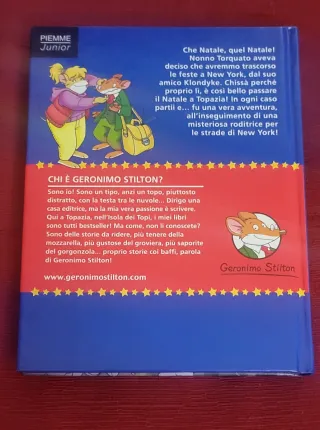 PIEMME
Junior
Che Natale, quel Natale!
Nonno Torquato aveva
deciso che avremmo trascorso
le feste a New York, dal suo
amico Klondyke. Chissà perché
proprio lì, è così bello passare
il Natale a Topazia! In ogni caso
partii e... fu una vera avventura,
all'inseguimento di una
misteriosa roditrice per
le strade di New York!
CHI È GERONIMO STILTON?
Sono io! Sono un tipo, anzi un topo, piuttosto
distratto, con la testa tra le nuvole... Dirigo una
casa editrice, ma la mia vera passione è scrivere.
Qui a Topazia, nell'Isola dei Topi, i miei libri
sono tutti bestseller! Ma come, non li conoscete?
Sono delle storie da ridere, più tenere della
mozzarella, più gustose del groviera, più saporite
del gorgonzola... proprio storie coi baffi, parola
di Geronimo Stilton!
www.geronimostilton.com
Geronimo Stilton